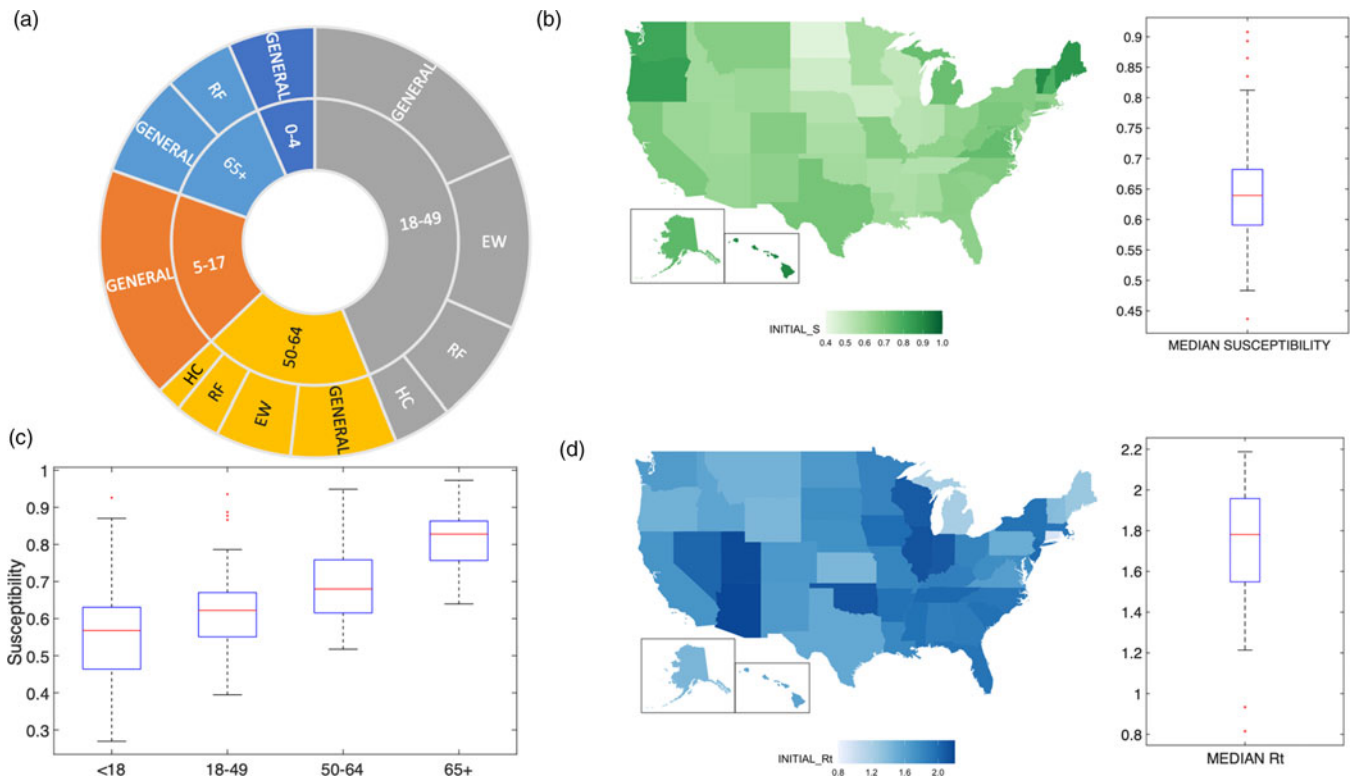 (a)
GENERAL
GENERAL
RF
GENERAL
0-4
65+
18-49
EW
GENERAL
5-17
50-64
RF
HC
RF
EW
GENERAL
HC
(b)
INITIAL_S
0.4 0.5 0.6 0.7 0.8 0.9 1.0
0.9
0.85
0.8
0.75
0.7
0.65
0.6
0.55
0.5
0.45
MEDIAN SUSCEPTIBILITY
(c)
Susceptibility
1
0.9
0.8
0.7
0.6
0.5
0.4
0.3
<18 18-49 50-64 65+
(d)
INITIAL_Rt
0.8 1.2 1.6 2.0
2.2
2
1.8
1.6
1.4
1.2
1
0.8
MEDIAN Rt